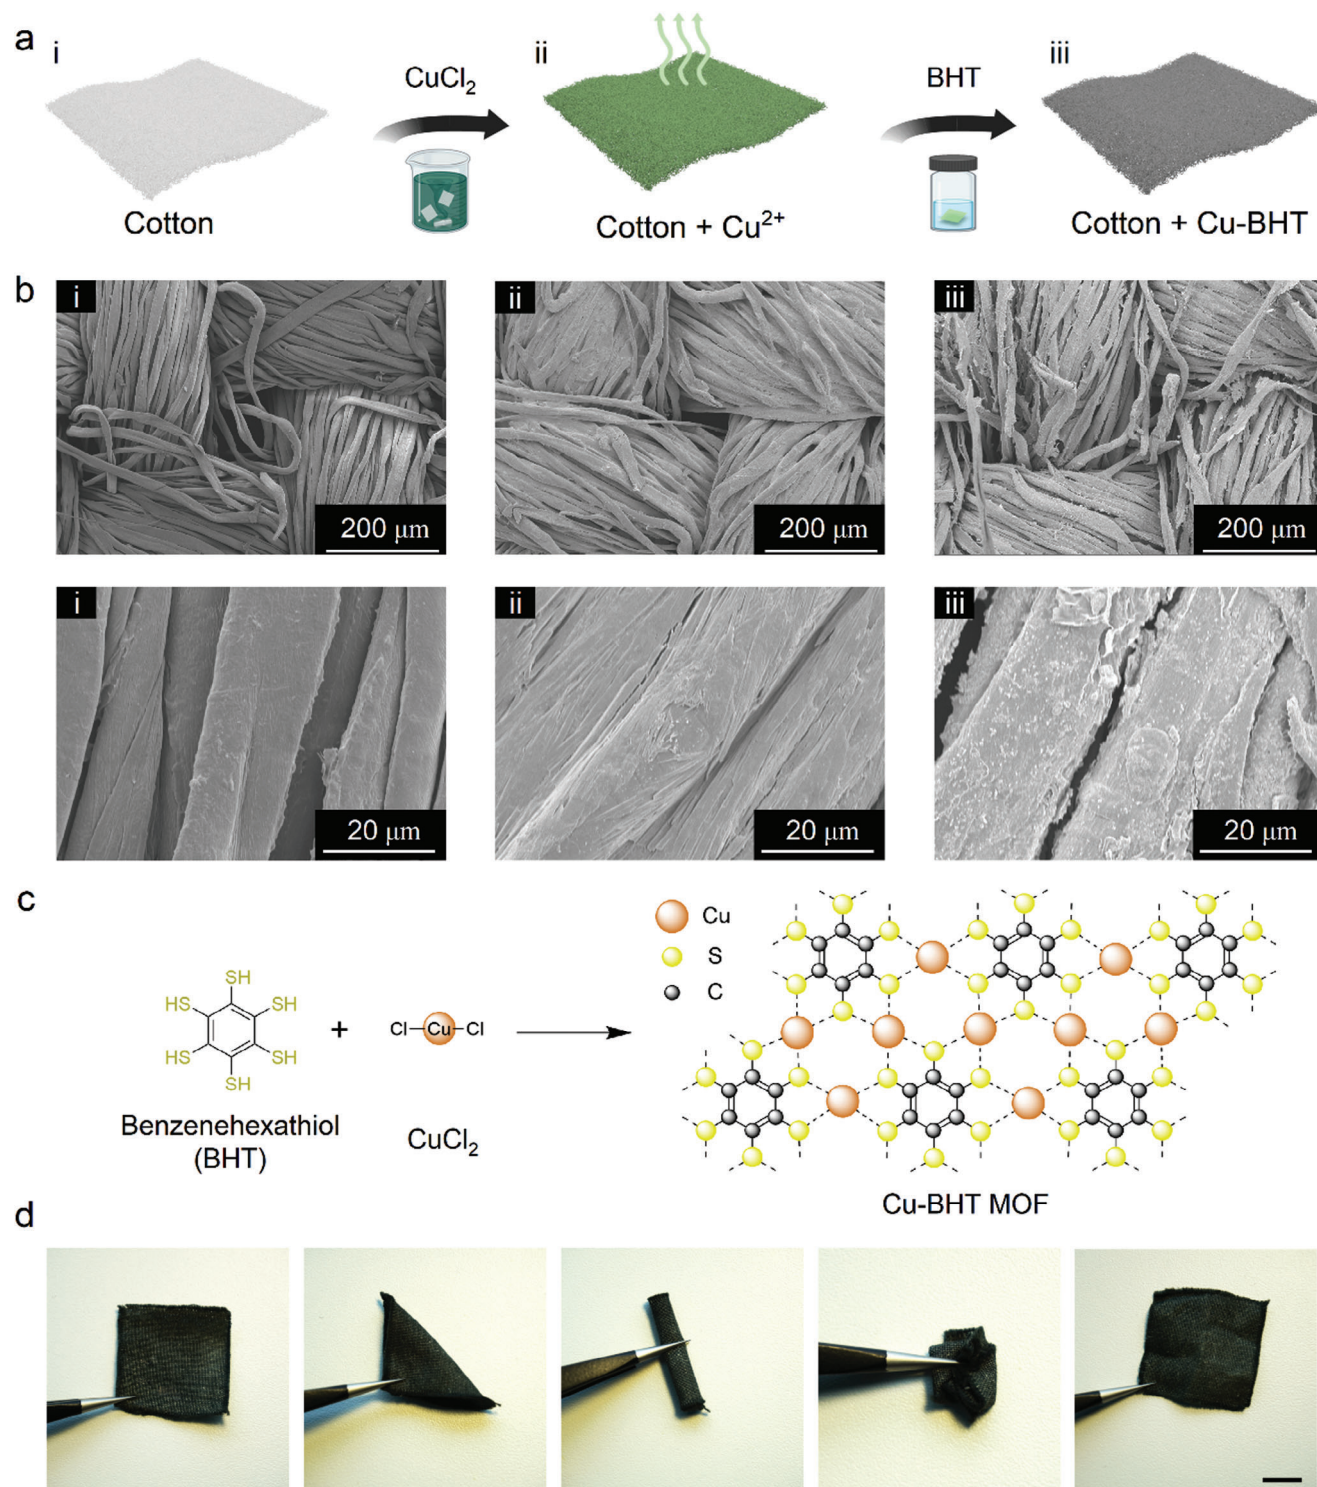 a
i
ii
iii
CuCl₂
BHT
Cotton
Cotton + Cu²⁺
Cotton + Cu-BHT
b
i
ii
iii
200 μm
200 μm
200 μm
i
ii
iii
20 μm
20 μm
20 μm
c
SH
HS
SH
HS
SH
SH
+
Cl
Cu
Cl
Benzenehexathiol
(BHT)
CuCl₂
Cu
S
C
Cu-BHT MOF
d